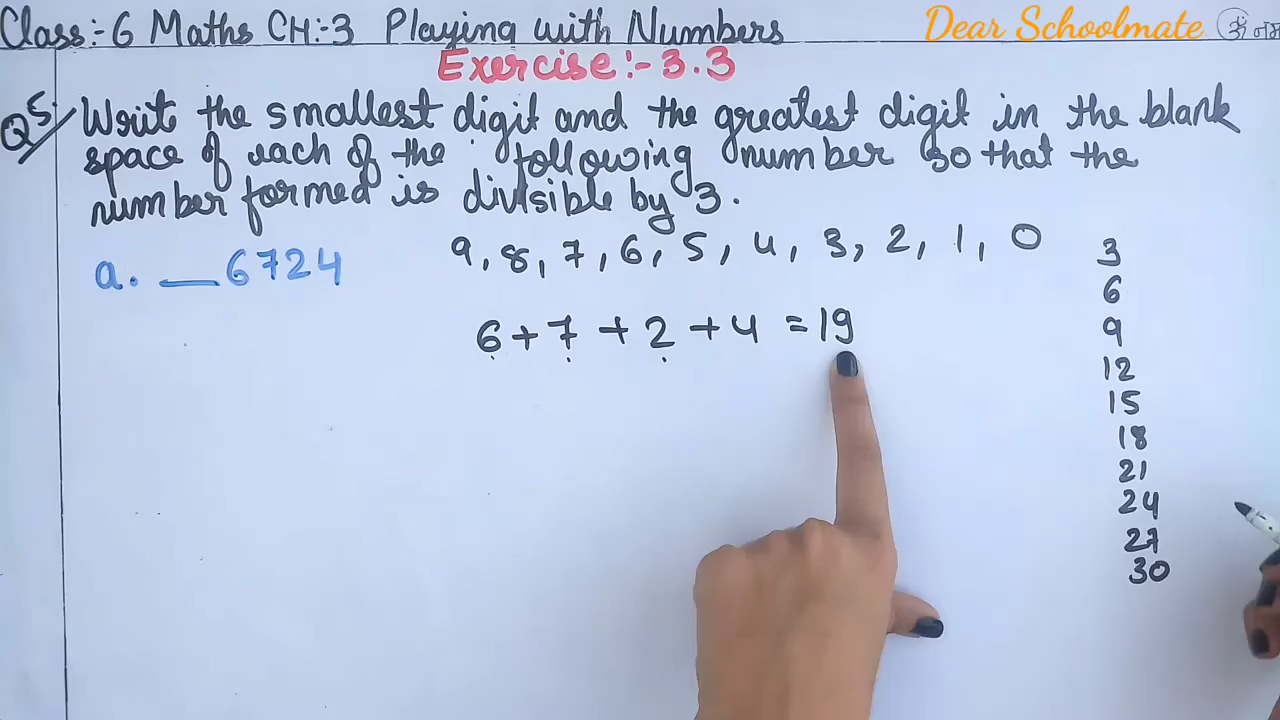 Class:- 6 Maths CH:-3 Playing with Numbers
Dear Schoolmate
Exercise:- 3.3
Q5 Write the smallest digit and the greatest digit in the blank
space of each of the following number so that the
number formed is divisible by 3.
a. __6724
9, 8, 7, 6, 5, 4, 3, 2, 1, 0
6 + 7 + 2 + 4 = 19
3
6
9
12
15
18
21
24
27
30